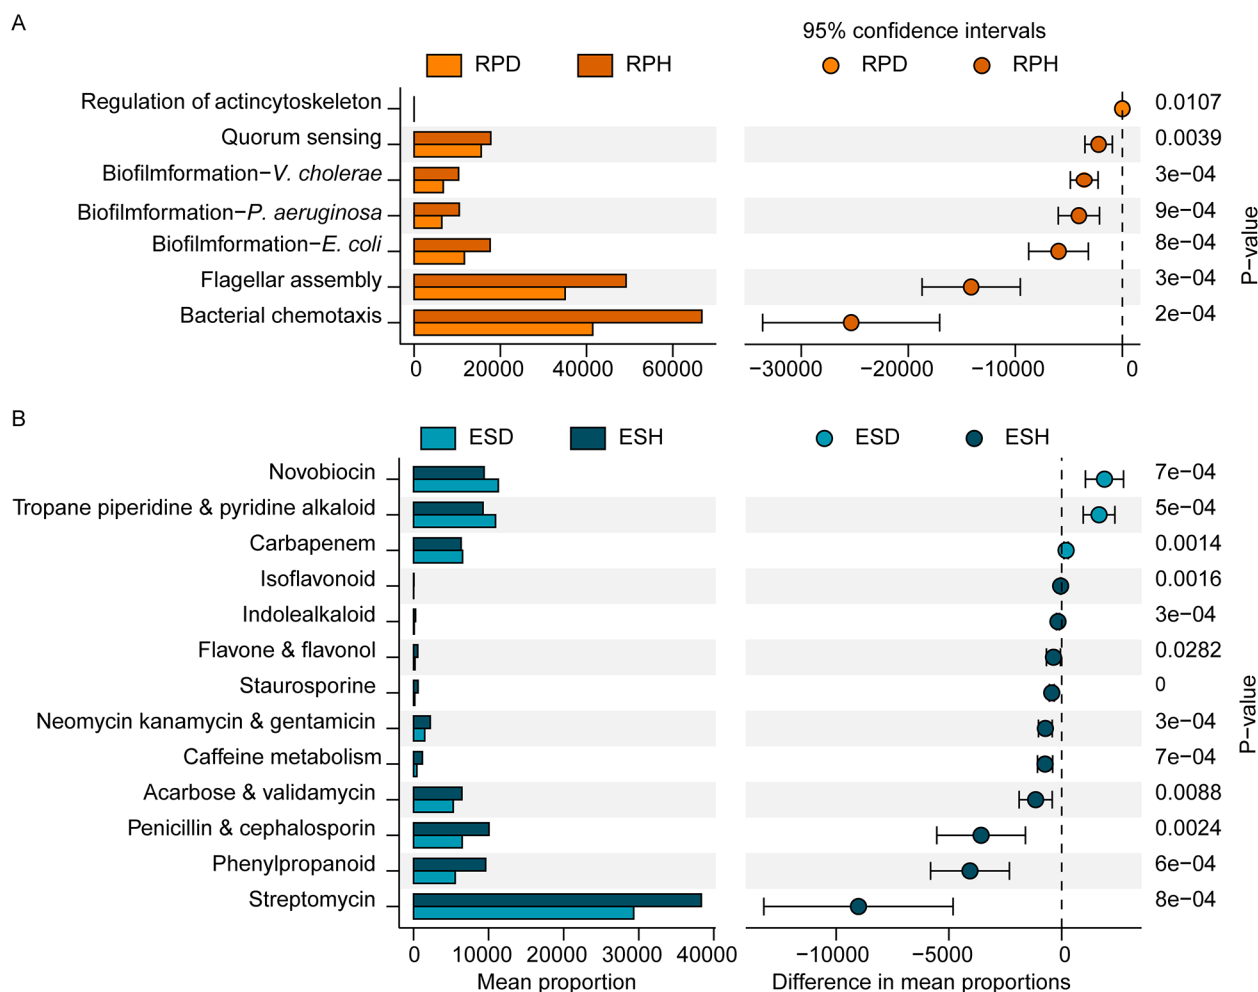 A
95% confidence intervals
RPD RPH RPD RPH
Regulation of actincytoskeleton 0.0107
Quorum sensing 0.0039
Biofilmformation−V. cholerae 3e−04
Biofilmformation−P. aeruginosa 9e−04
Biofilmformation−E. coli 8e−04
Flagellar assembly 3e−04
Bacterial chemotaxis 2e−04
P−value
0 20000 40000 60000 −30000 −20000 −10000 0
B
ESD ESH ESD ESH
Novobiocin 7e−04
Tropane piperidine & pyridine alkaloid 5e−04
Carbapenem 0.0014
Isoflavonoid 0.0016
Indolealkaloid 3e−04
Flavone & flavonol 0.0282
Staurosporine 0
Neomycin kanamycin & gentamicin 3e−04
Caffeine metabolism 7e−04
Acarbose & validamycin 0.0088
Penicillin & cephalosporin 0.0024
Phenylpropanoid 6e−04
Streptomycin 8e−04
P−value
0 10000 20000 30000 40000 −10000 −5000 0
Mean proportion Difference in mean proportions